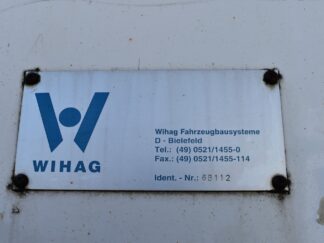 WIHAG
Wihag Fahrzeugbausysteme
D - Bielefeld
Tel.: (49) 0521/1455-0
Fax.: (49) 0521/1455-114
Ident. - Nr.: 68112